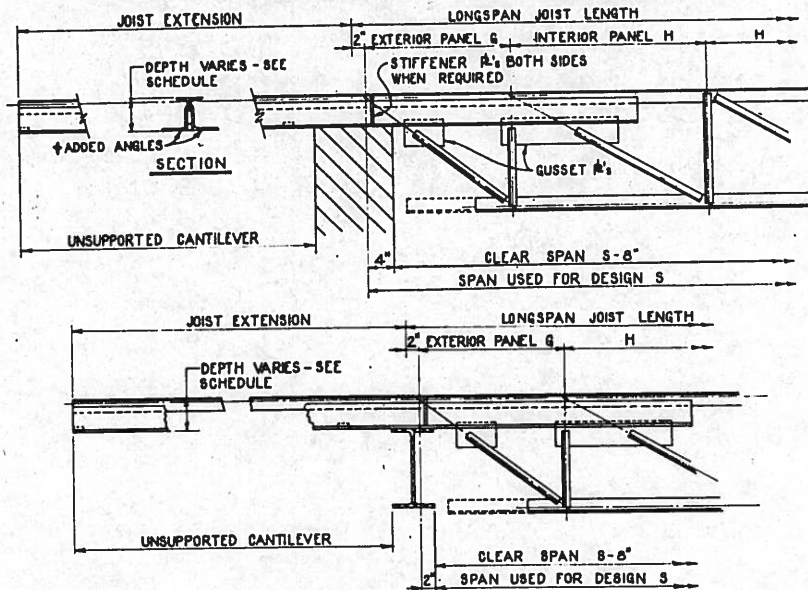 JOIST EXTENSION
LONGSPAN JOIST LENGTH
2" EXTERIOR PANEL G
INTERIOR PANEL H
H
DEPTH VARIES - SEE
SCHEDULE
STIFFENER ℄'s BOTH SIDES
WHEN REQUIRED
ADDED ANGLES
SECTION
GUSSET ℄'s
UNSUPPORTED CANTILEVER
4"
CLEAR SPAN S-8"
SPAN USED FOR DESIGN S
JOIST EXTENSION
LONGSPAN JOIST LENGTH
2" EXTERIOR PANEL G
H
DEPTH VARIES - SEE
SCHEDULE
UNSUPPORTED CANTILEVER
CLEAR SPAN S-8"
2"
SPAN USED FOR DESIGN S